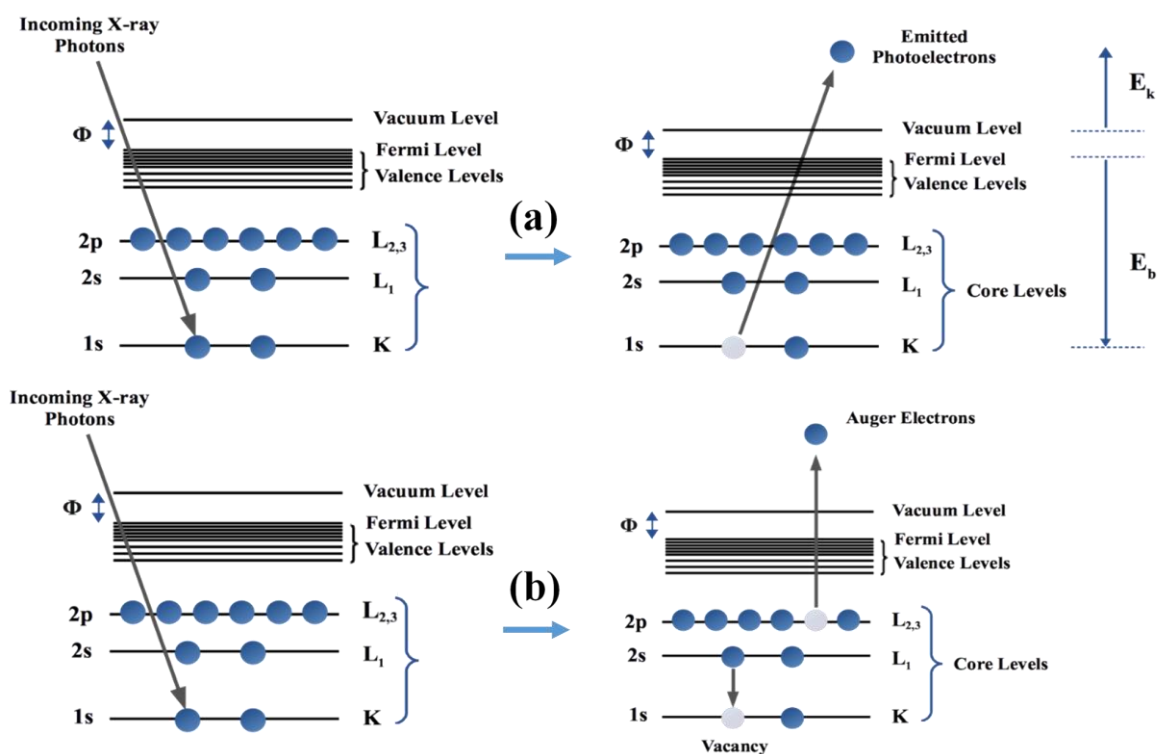 Incoming X-ray
Photons
Φ
Vacuum Level
Fermi Level
Valence Levels
2p
L2,3
2s
L1
1s
K
(a)
Emitted
Photoelectrons
Φ
Vacuum Level
Fermi Level
Valence Levels
2p
L2,3
2s
L1
Core Levels
1s
K
Ek
Eb
Incoming X-ray
Photons
Φ
Vacuum Level
Fermi Level
Valence Levels
2p
L2,3
2s
L1
1s
K
(b)
Auger Electrons
Φ
Vacuum Level
Fermi Level
Valence Levels
2p
L2,3
2s
L1
Core Levels
1s
K
Vacancy